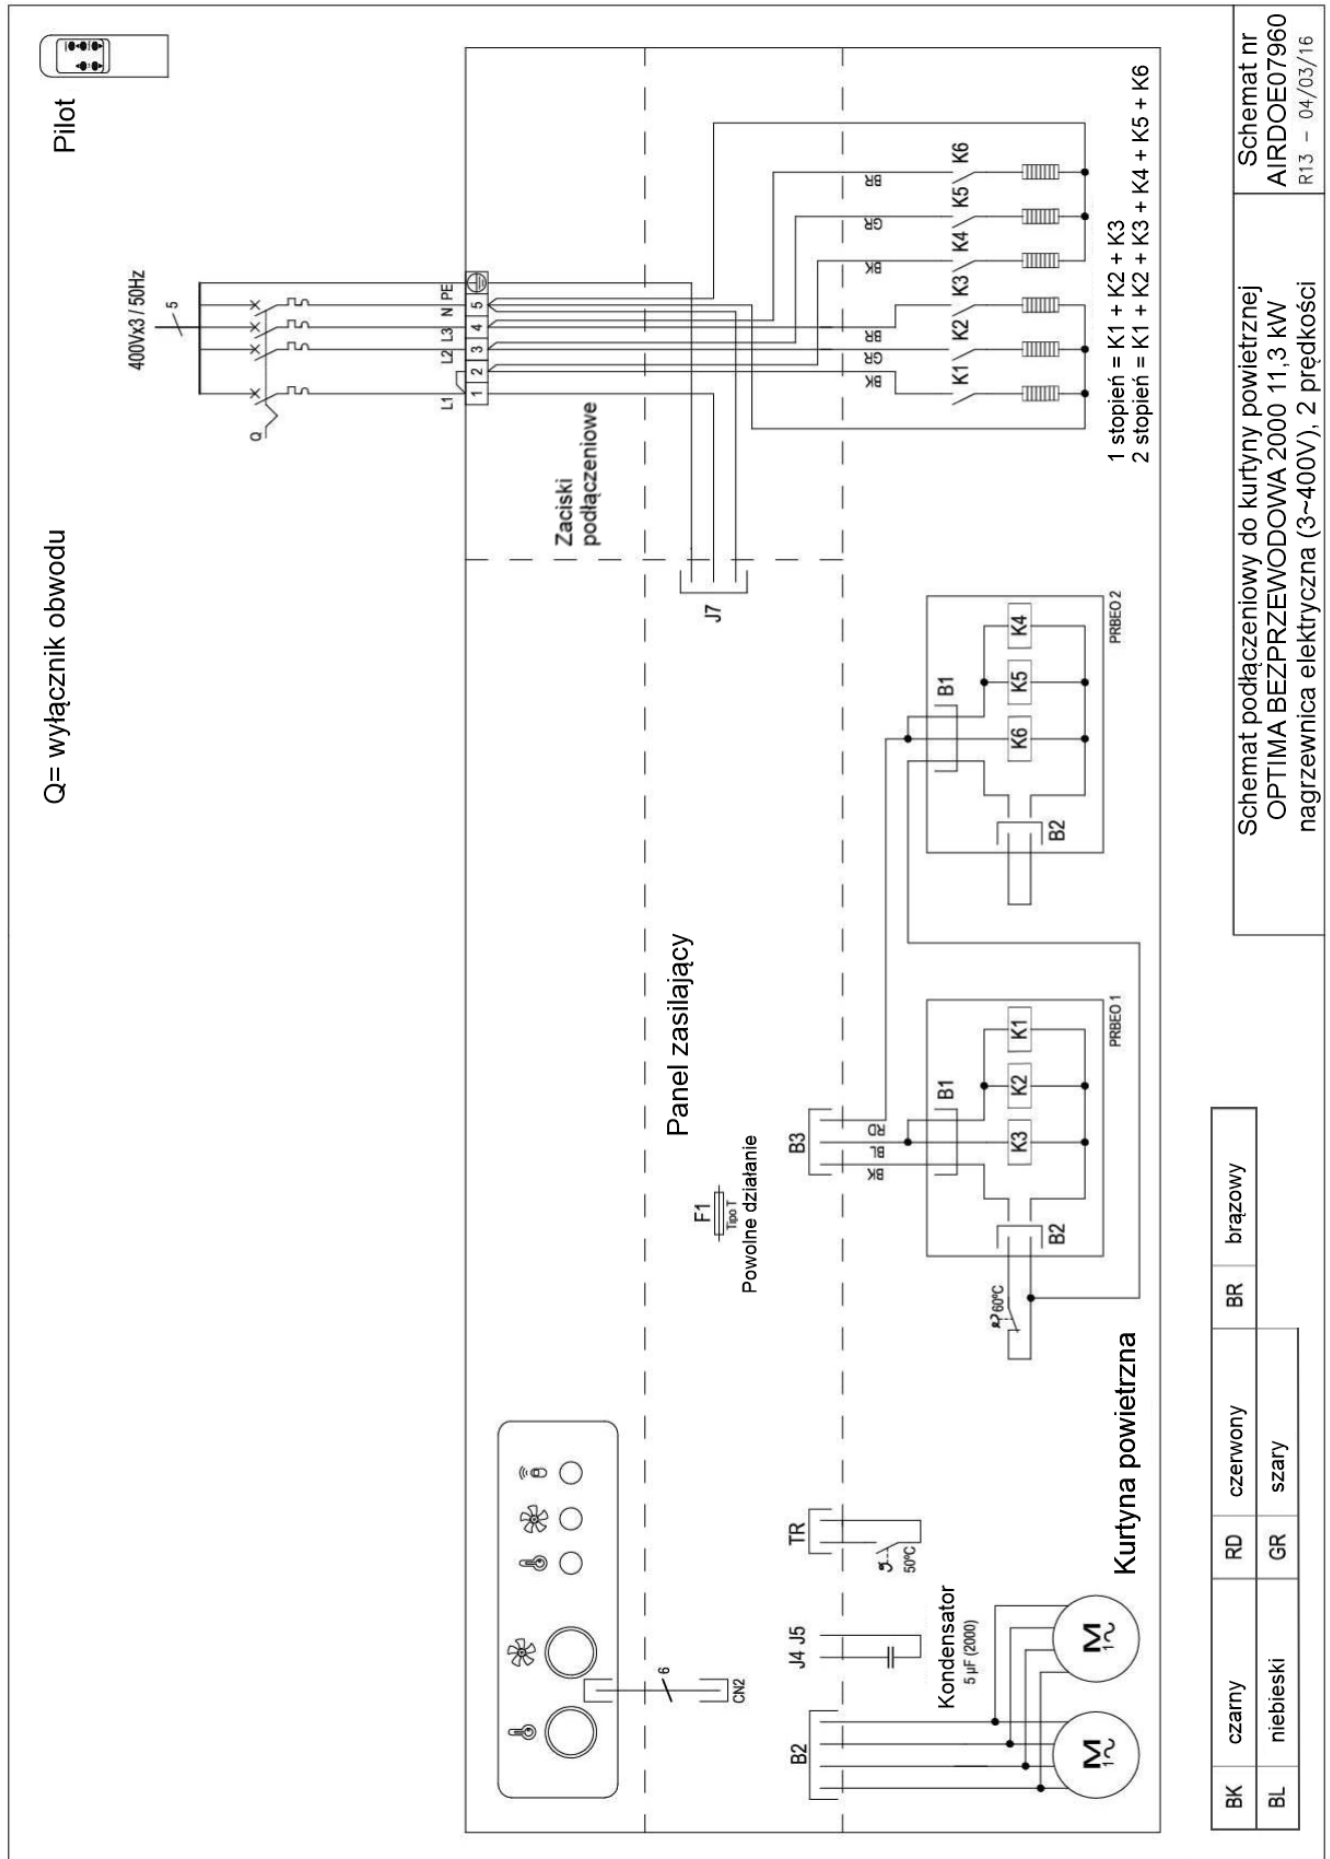 Q= wyłącznik obwodu
Pilot
400Vx3 / 50Hz
5
Q
L1
L2
L3
N
PE
1
2
3
4
5
Zaciski
podłączeniowe
Panel zasilający
F1
Tipo T
Powolne działanie
J7
CN2
6
B2
J4 J5
TR
B3
Kondensator
5 µF (2000)
50ºC
60ºC
M
1~
M
1~
BK
BL
RD
B1
B2
K3
K2
K1
PRBEO 1
B1
B2
K6
K5
K4
PRBEO 2
BK
GR
BR
BK
GR
BR
K1
K2
K3
K4
K5
K6
1 stopień = K1 + K2 + K3
2 stopień = K1 + K2 + K3 + K4 + K5 + K6
Kurtyna powietrzna
BK czarny RD czerwony BR brązowy
BL niebieski GR szary
Schemat podłączeniowy do kurtyny powietrznej
OPTIMA BEZPRZEWODOWA 2000 11,3 kW
nagrzewnica elektryczna (3~400V), 2 prędkości
Schemat nr
AIRDOE07960
R13 - 04/03/16